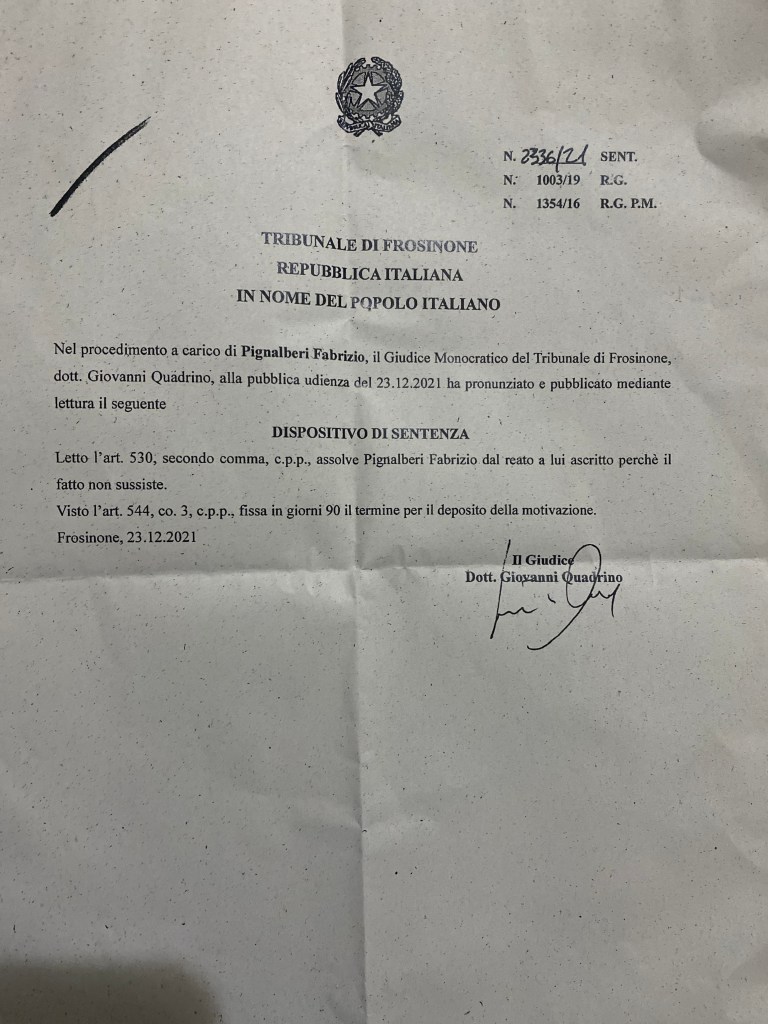 REPVBBLICA ITALIANA
N. 2336/21 SENT.
N. 1003/19 R.G.
N. 1354/16 R.G. P.M.
TRIBUNALE DI FROSINONE
REPUBBLICA ITALIANA
IN NOME DEL POPOLO ITALIANO
Nel procedimento a carico di Pignalberi Fabrizio, il Giudice Monocratico del Tribunale di Frosinone,
dott. Giovanni Quadrino, alla pubblica udienza del 23.12.2021 ha pronunziato e pubblicato mediante
lettura il seguente
DISPOSITIVO DI SENTENZA
Letto l'art. 530, secondo comma, c.p.p., assolve Pignalberi Fabrizio dal reato a lui ascritto perchè il
fatto non sussiste.
Visto l'art. 544, co. 3, c.p.p., fissa in giorni 90 il termine per il deposito della motivazione.
Frosinone, 23.12.2021
Il Giudice
Dott. Giovanni Quadrino